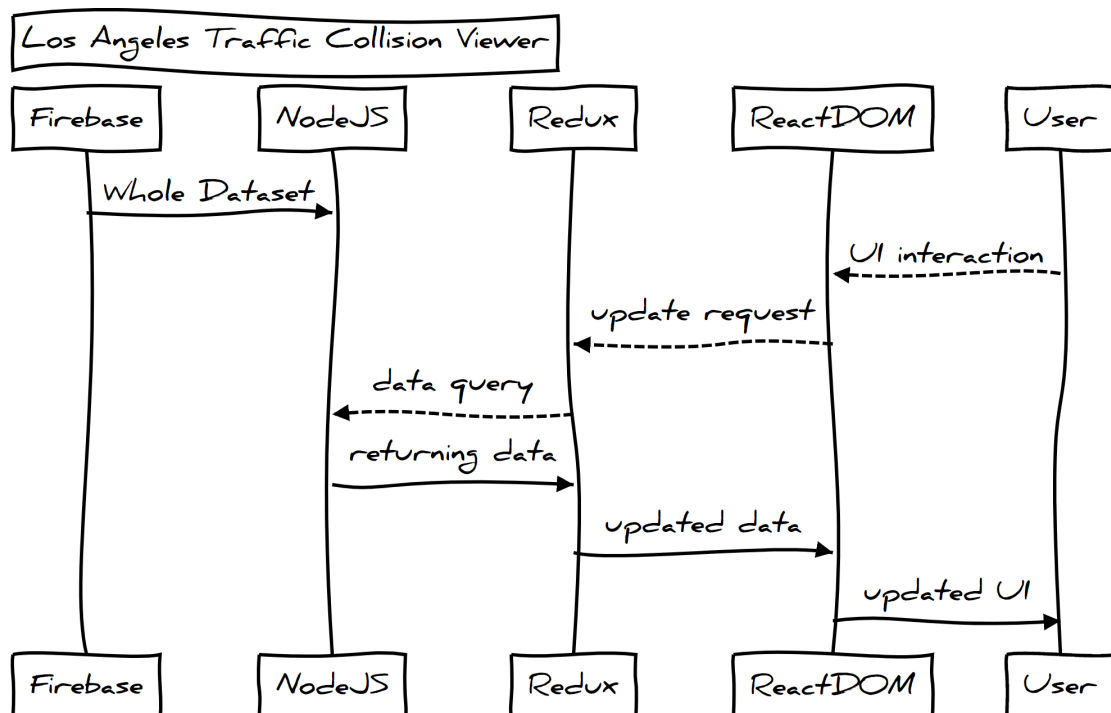 Los Angeles Traffic Collision Viewer
Firebase
NodeJS
Redux
ReactDOM
User
Whole Dataset
UI interaction
update request
data query
returning data
updated data
updated UI
Firebase
NodeJS
Redux
ReactDOM
User